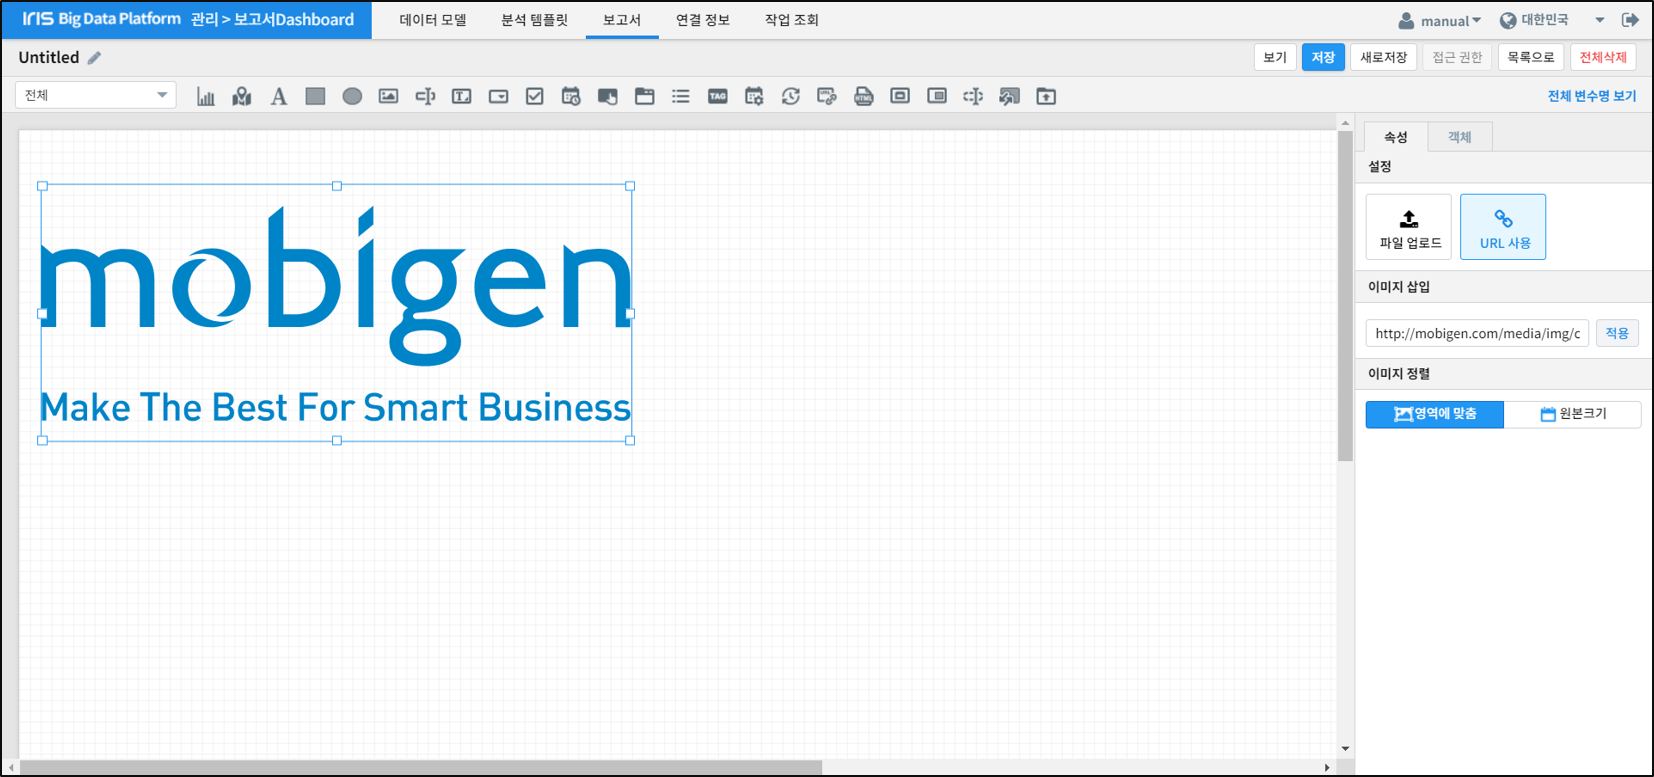 IRIS Big Data Platform 관리 > 보고서Dashboard 데이터 모델 분석 템플릿 보고서 연결 정보 작업 조회 manual 대한민국
Untitled 보기 저장 새로저장 접근 권한 목록으로 전체삭제
전체 A T TAG URL HTML 전체 변수명 보기
속성 객체
설정
파일 업로드 URL 사용
이미지 삽입
http://mobigen.com/media/img/c 적용
이미지 정렬
영역에 맞춤 원본크기
mobigen
Make The Best For Smart Business